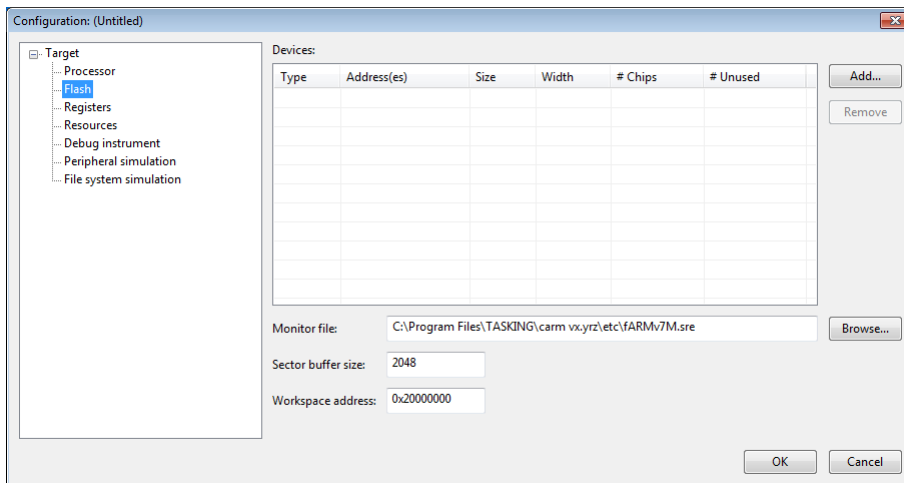 Configuration: (Untitled)
Target
Processor
Flash
Registers
Resources
Debug instrument
Peripheral simulation
File system simulation
Devices:
Type Address(es) Size Width # Chips # Unused
Add...
Remove
Monitor file: C:\Program Files\TASKING\carm vx.yrz\etc\fARMv7M.sre Browse...
Sector buffer size: 2048
Workspace address: 0x20000000
OK Cancel